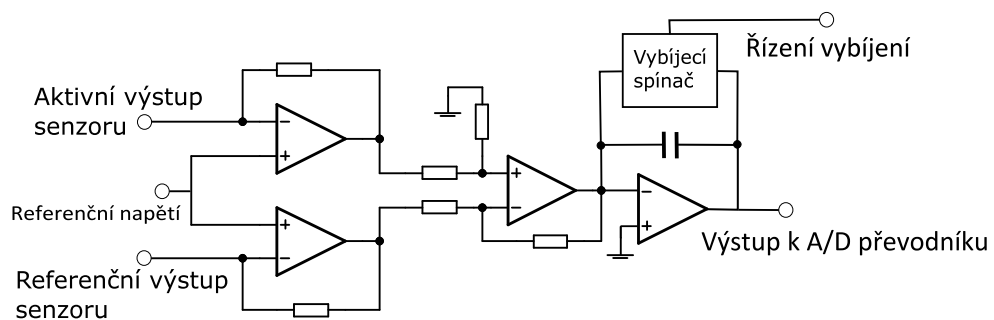 Řízení vybíjení
Vybíjecí
spínač
Aktivní výstup
senzoru
Referenční napětí
Výstup k A/D převodníku
Referenční výstup
senzoru